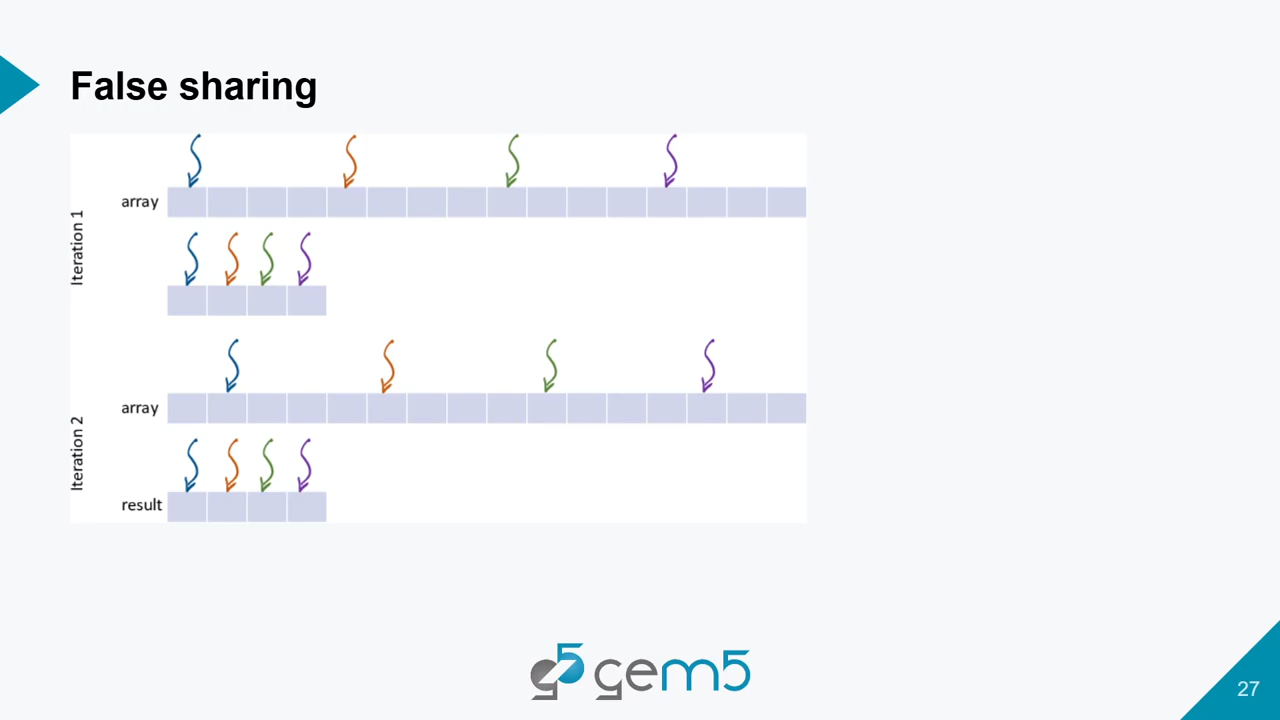 False sharing
Iteration 1
array
Iteration 2
array
result
gem5
27